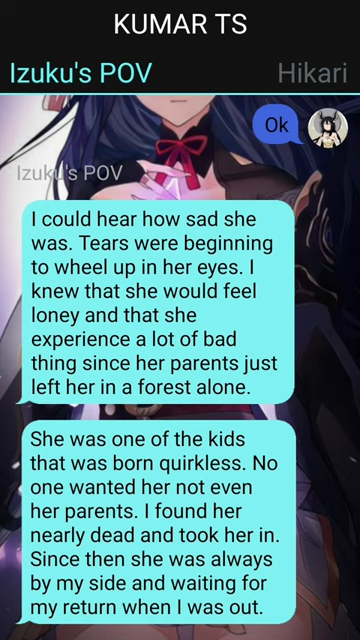 KUMAR TS
Izuku's POV
Hikari
Ok
Izuku's POV
I could hear how sad she
was. Tears were beginning
to wheel up in her eyes. I
knew that she would feel
loney and that she
experience a lot of bad
thing since her parents just
left her in a forest alone.
She was one of the kids
that was born quirkless. No
one wanted her not even
her parents. I found her
nearly dead and took her in.
Since then she was always
by my side and waiting for
my return when I was out.